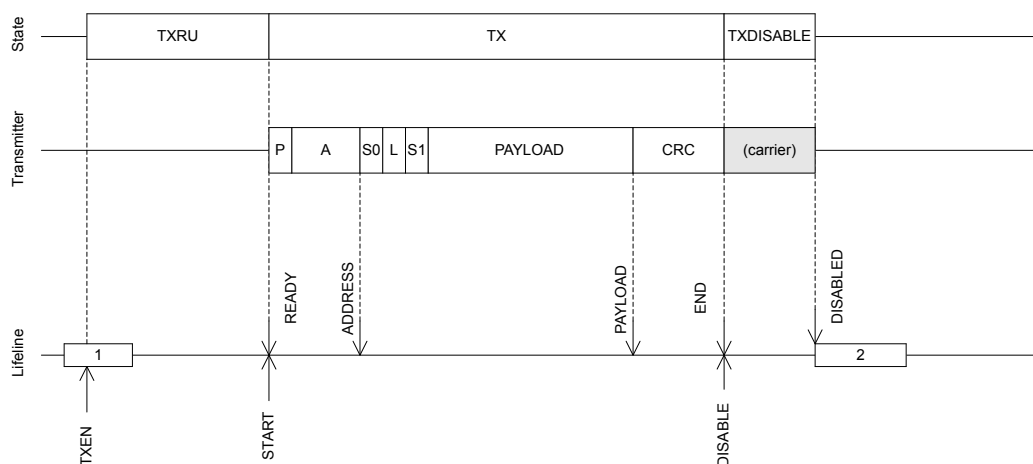 State
TXRU
TX
TXDISABLE
Transmitter
P
A
S0
L
S1
PAYLOAD
CRC
(carrier)
READY
ADDRESS
PAYLOAD
END
DISABLED
Lifeline
1
2
TXEN
START
DISABLE